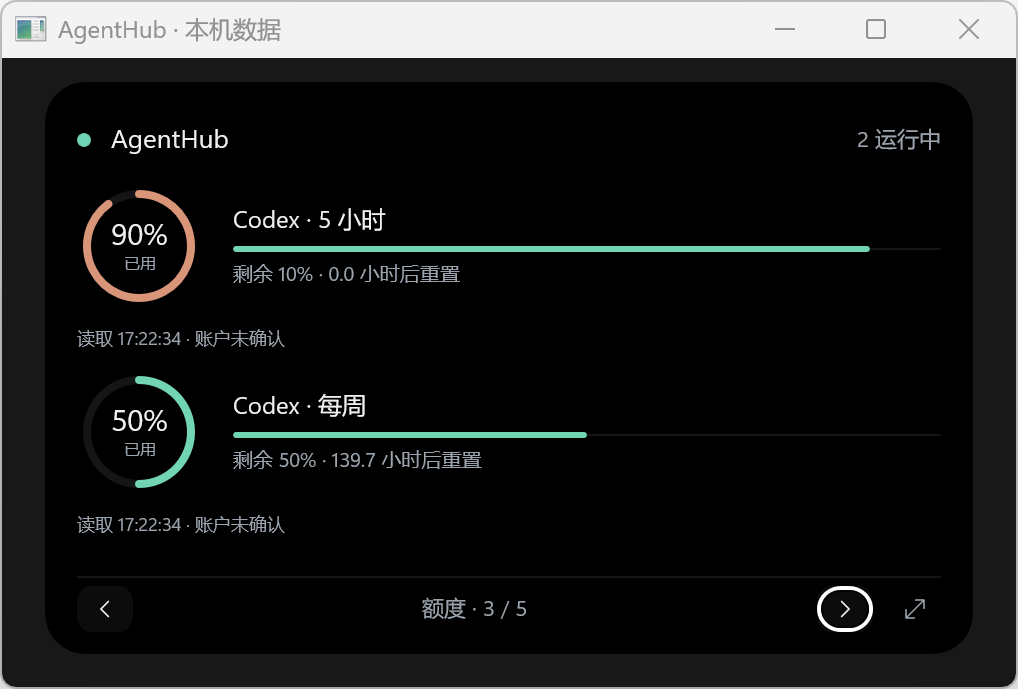 AgentHub · 本机数据
AgentHub
2 运行中
90%
已用
Codex · 5 小时
剩余 10% · 0.0 小时后重置
读取 17:22:34 · 账户未确认
50%
已用
Codex · 每周
剩余 50% · 139.7 小时后重置
读取 17:22:34 · 账户未确认
额度 · 3 / 5